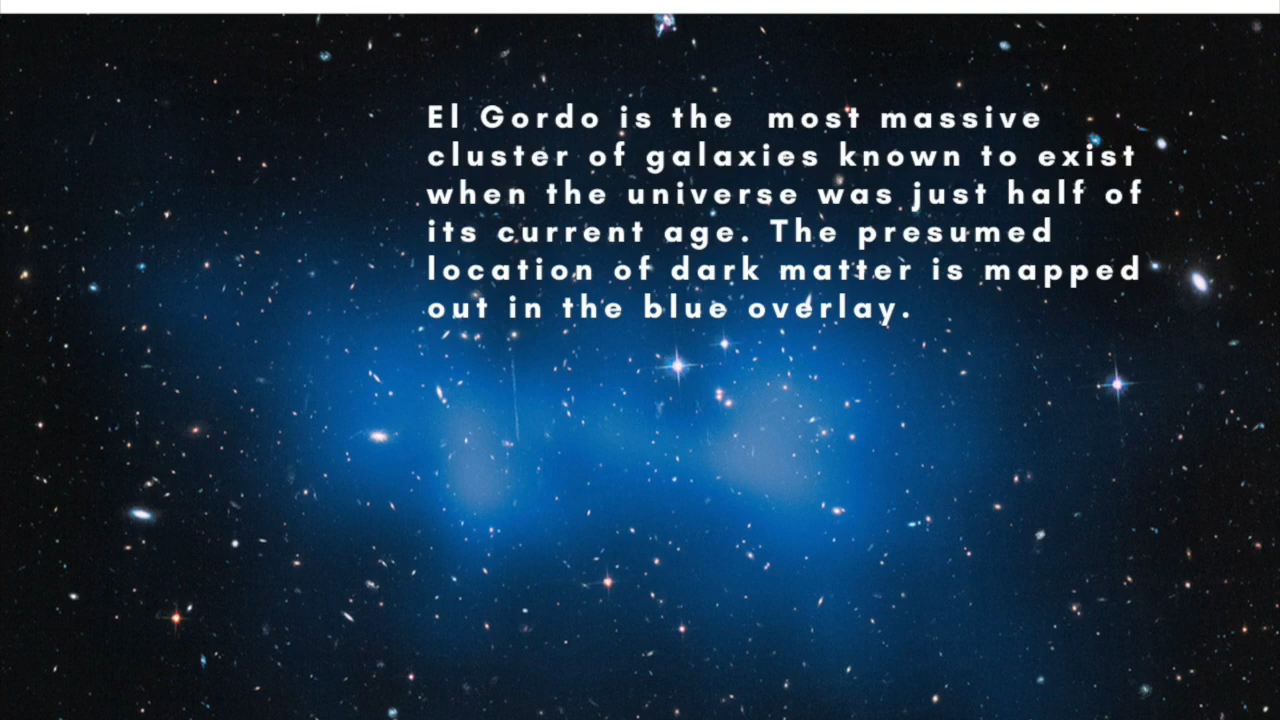 El Gordo is the most massive
cluster of galaxies known to exist
when the universe was just half of
its current age. The presumed
location of dark matter is mapped
out in the blue overlay.